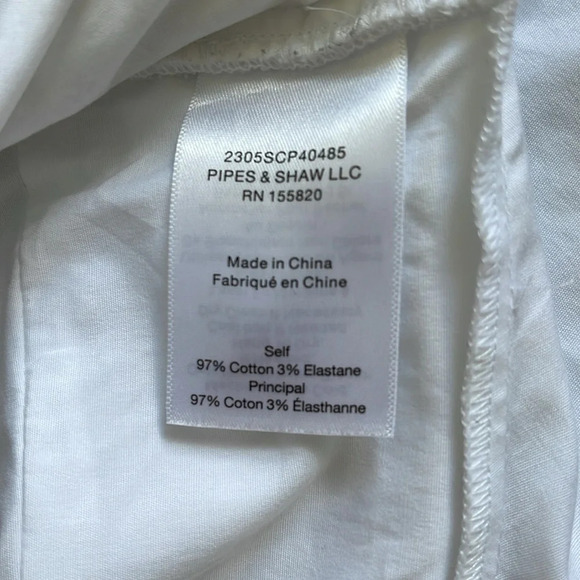 2305SCP40485
PIPES & SHAW LLC
RN 155820
Made in China
Fabriqué en Chine
Self
97% Cotton 3% Elastane
Principal
97% Coton 3% Élasthanne